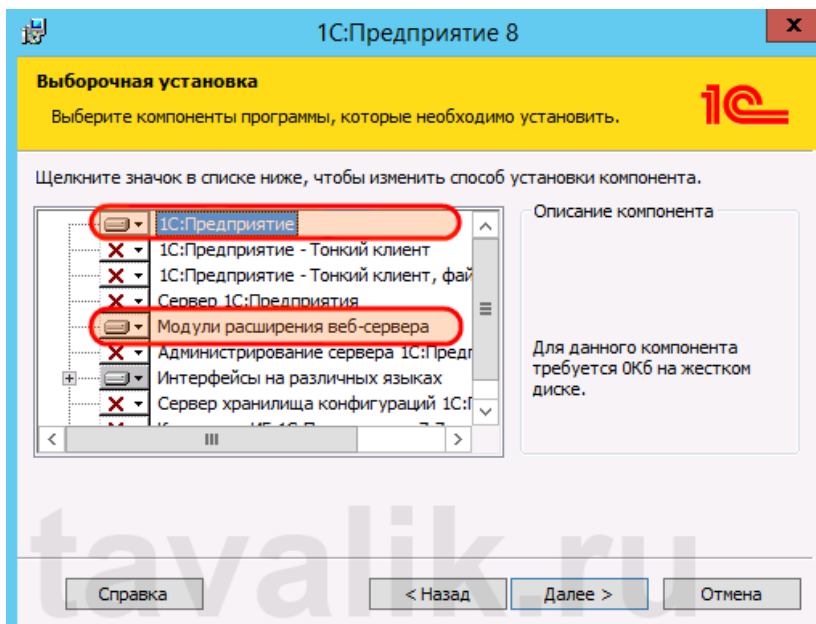 1С:Предприятие 8
x
Выборочная установка
Выберите компоненты программы, которые необходимо установить.
1С
Щелкните значок в списке ниже, чтобы изменить способ установки компонента.
1С:Предприятие
1С:Предприятие - Тонкий клиент
1С:Предприятие - Тонкий клиент, фай
Сервер 1С:Предприятия
Модули расширения веб-сервера
Администрирование сервера 1С:Предп
Интерфейсы на различных языках
Сервер хранилища конфигураций 1С:П
Описание компонента
Для данного компонента
требуется 0Кб на жестком
диске.
tavalik.ru
Справка
< Назад
Далее >
Отмена